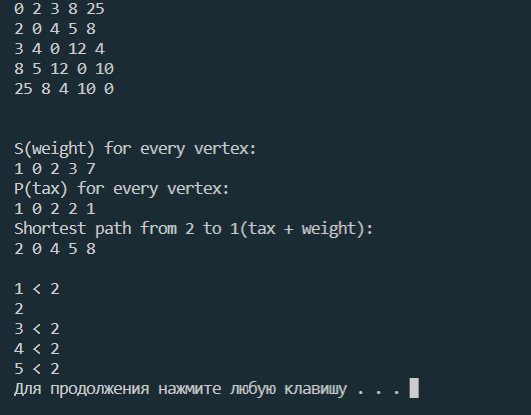 0 2 3 8 25
2 0 4 5 8
3 4 0 12 4
8 5 12 0 10
25 8 4 10 0
S(weight) for every vertex:
1 0 2 3 7
P(tax) for every vertex:
1 0 2 2 1
Shortest path from 2 to 1(tax + weight):
2 0 4 5 8
1 < 2
2
3 < 2
4 < 2
5 < 2
Для продолжения нажмите любую клавишу . . .